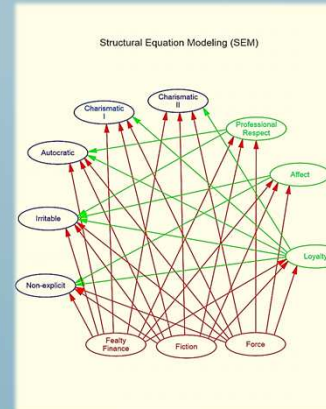 Structural Equation Modeling (SEM)
Charismatic
I
Charismatic
II
Professional
Respect
Autocratic
Affect
Irritable
Loyalty
Non-explicit
Fealty
Finance
Fiction
Force